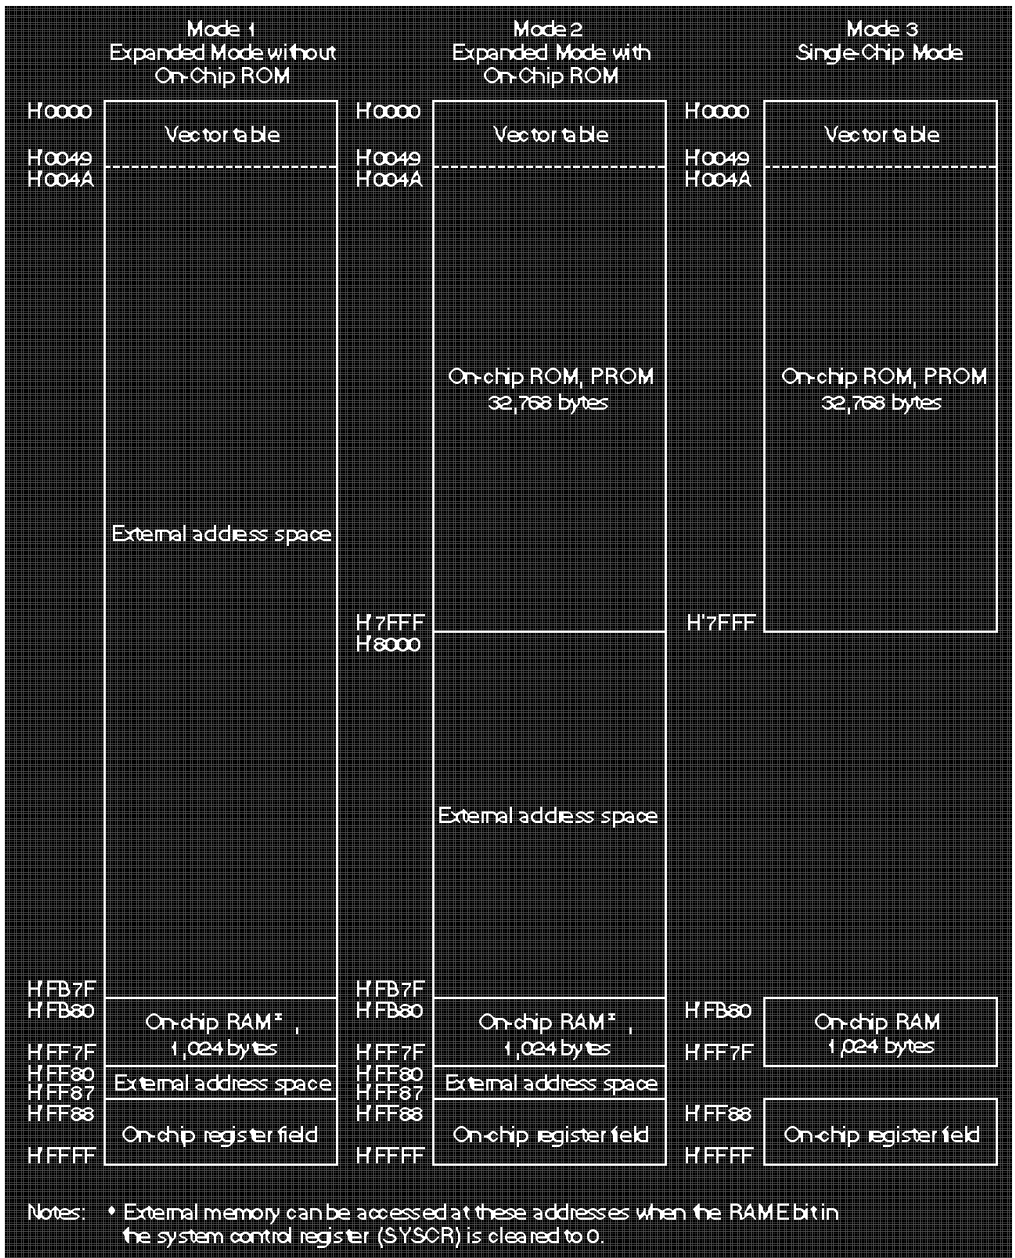 Mode 1
Expanded Mode without
On-Chip ROM
H'0000
Vector table
H'0049
H'004A
External address space
H'FB7F
H'FB80
On-chip RAM*,
1,024 bytes
H'FF7F
H'FF80
External address space
H'FF87
H'FF88
On-chip register field
H'FFFF
Mode 2
Expanded Mode with
On-Chip ROM
H'0000
Vector table
H'0049
H'004A
On-chip ROM, PROM
32,768 bytes
H'7FFF
H'8000
External address space
H'FB7F
H'FB80
On-chip RAM*,
1,024 bytes
H'FF7F
H'FF80
External address space
H'FF87
H'FF88
On-chip register field
H'FFFF
Mode 3
Single-Chip Mode
H'0000
Vector table
H'0049
H'004A
On-chip ROM, PROM
32,768 bytes
H'7FFF
H'FB80
On-chip RAM
1,024 bytes
H'FF7F
H'FF88
On-chip register field
H'FFFF
Notes: * External memory can be accessed at these addresses when the RAME bit in
the system control register (SYSCR) is cleared to 0.